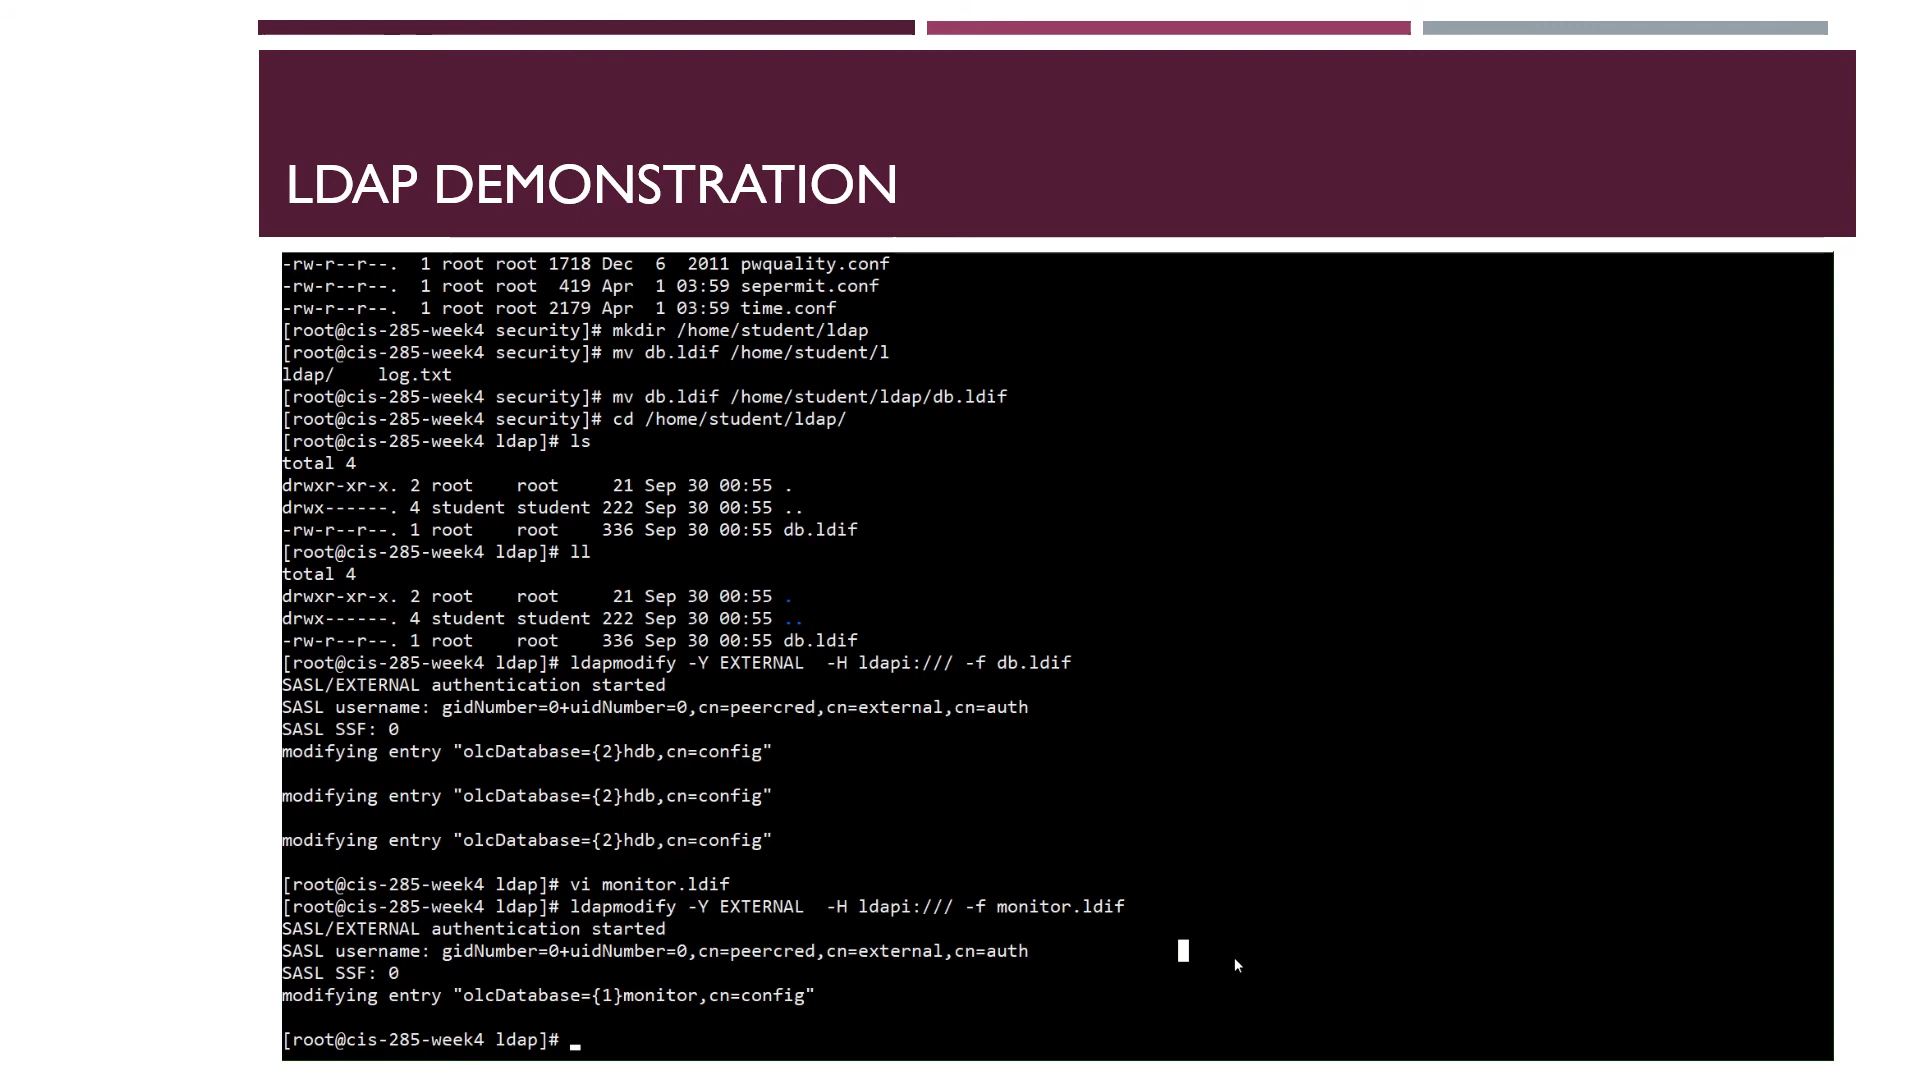 LDAP DEMONSTRATION
-rw-r--r--.  1 root root 1718 Dec  6  2011 pwquality.conf
-rw-r--r--.  1 root root  419 Apr  1 03:59 sepermit.conf
-rw-r--r--.  1 root root 2179 Apr  1 03:59 time.conf
[root@cis-285-week4 security]# mkdir /home/student/ldap
[root@cis-285-week4 security]# mv db.ldif /home/student/l
ldap/    log.txt
[root@cis-285-week4 security]# mv db.ldif /home/student/ldap/db.ldif
[root@cis-285-week4 security]# cd /home/student/ldap/
[root@cis-285-week4 ldap]# ls
total 4
drwxr-xr-x. 2 root    root     21 Sep 30 00:55 .
drwx------. 4 student student 222 Sep 30 00:55 ..
-rw-r--r--. 1 root    root    336 Sep 30 00:55 db.ldif
[root@cis-285-week4 ldap]# ll
total 4
drwxr-xr-x. 2 root    root     21 Sep 30 00:55 .
drwx------. 4 student student 222 Sep 30 00:55 ..
-rw-r--r--. 1 root    root    336 Sep 30 00:55 db.ldif
[root@cis-285-week4 ldap]# ldapmodify -Y EXTERNAL  -H ldapi:/// -f db.ldif
SASL/EXTERNAL authentication started
SASL username: gidNumber=0+uidNumber=0,cn=peercred,cn=external,cn=auth
SASL SSF: 0
modifying entry "olcDatabase={2}hdb,cn=config"
modifying entry "olcDatabase={2}hdb,cn=config"
modifying entry "olcDatabase={2}hdb,cn=config"
[root@cis-285-week4 ldap]# vi monitor.ldif
[root@cis-285-week4 ldap]# ldapmodify -Y EXTERNAL  -H ldapi:/// -f monitor.ldif
SASL/EXTERNAL authentication started
SASL username: gidNumber=0+uidNumber=0,cn=peercred,cn=external,cn=auth
SASL SSF: 0
modifying entry "olcDatabase={1}monitor,cn=config"
[root@cis-285-week4 ldap]#